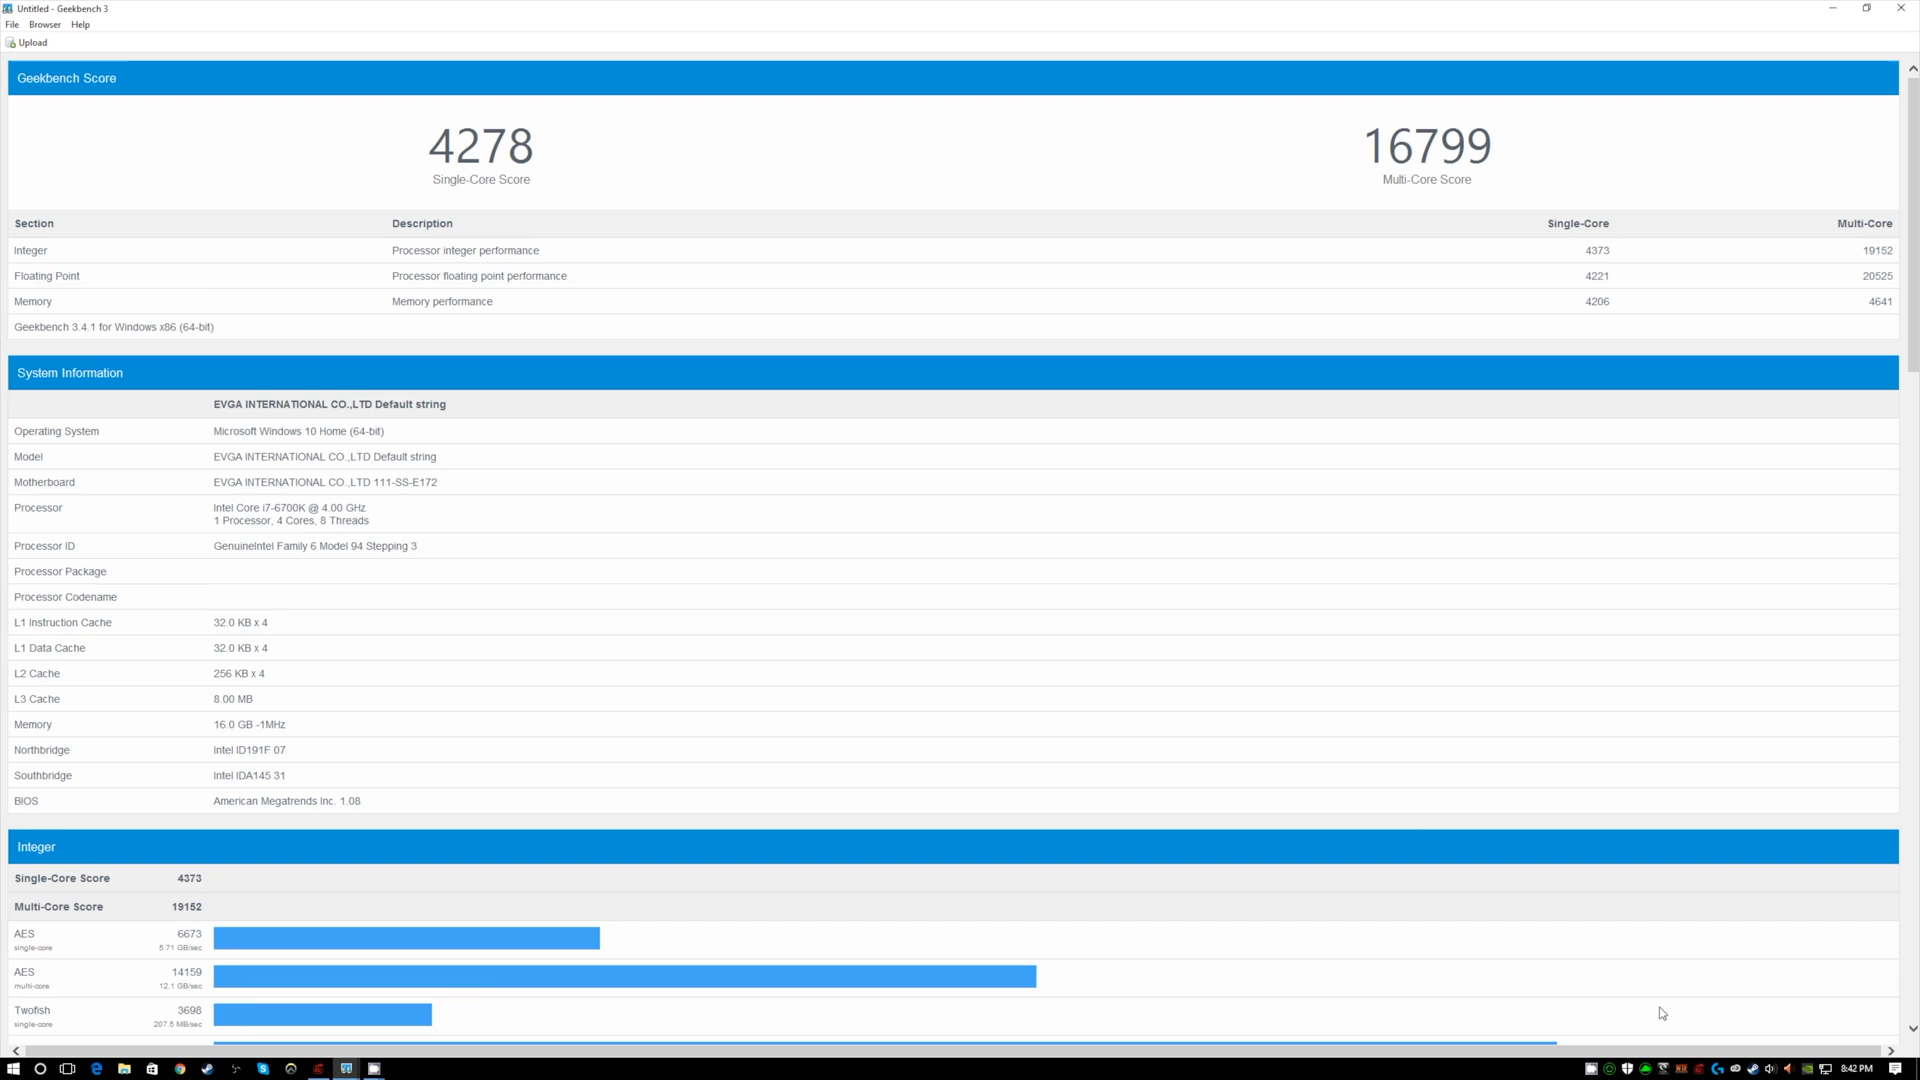 Untitled - Geekbench 3
File Browser Help
Upload
Geekbench Score
4278 16799
Single-Core Score Multi-Core Score
Section Description Single-Core Multi-Core
Integer Processor integer performance 4373 19152
Floating Point Processor floating point performance 4221 20525
Memory Memory performance 4206 4641
Geekbench 3.4.1 for Windows x86 (64-bit)
System Information
EVGA INTERNATIONAL CO.,LTD Default string
Operating System Microsoft Windows 10 Home (64-bit)
Model EVGA INTERNATIONAL CO.,LTD Default string
Motherboard EVGA INTERNATIONAL CO.,LTD 111-SS-E172
Processor Intel Core i7-6700K @ 4.00 GHz
1 Processor, 4 Cores, 8 Threads
Processor ID GenuineIntel Family 6 Model 94 Stepping 3
Processor Package
Processor Codename
L1 Instruction Cache 32.0 KB x 4
L1 Data Cache 32.0 KB x 4
L2 Cache 256 KB x 4
L3 Cache 8.00 MB
Memory 16.0 GB -1MHz
Northbridge Intel ID191F 07
Southbridge Intel IDA145 31
BIOS American Megatrends Inc. 1.08
Integer
Single-Core Score 4373
Multi-Core Score 19152
AES 6673
single-core 5.71 GB/sec
AES 14159
multi-core 12.1 GB/sec
Twofish 3698
single-core 207.5 MB/sec
8:42 PM